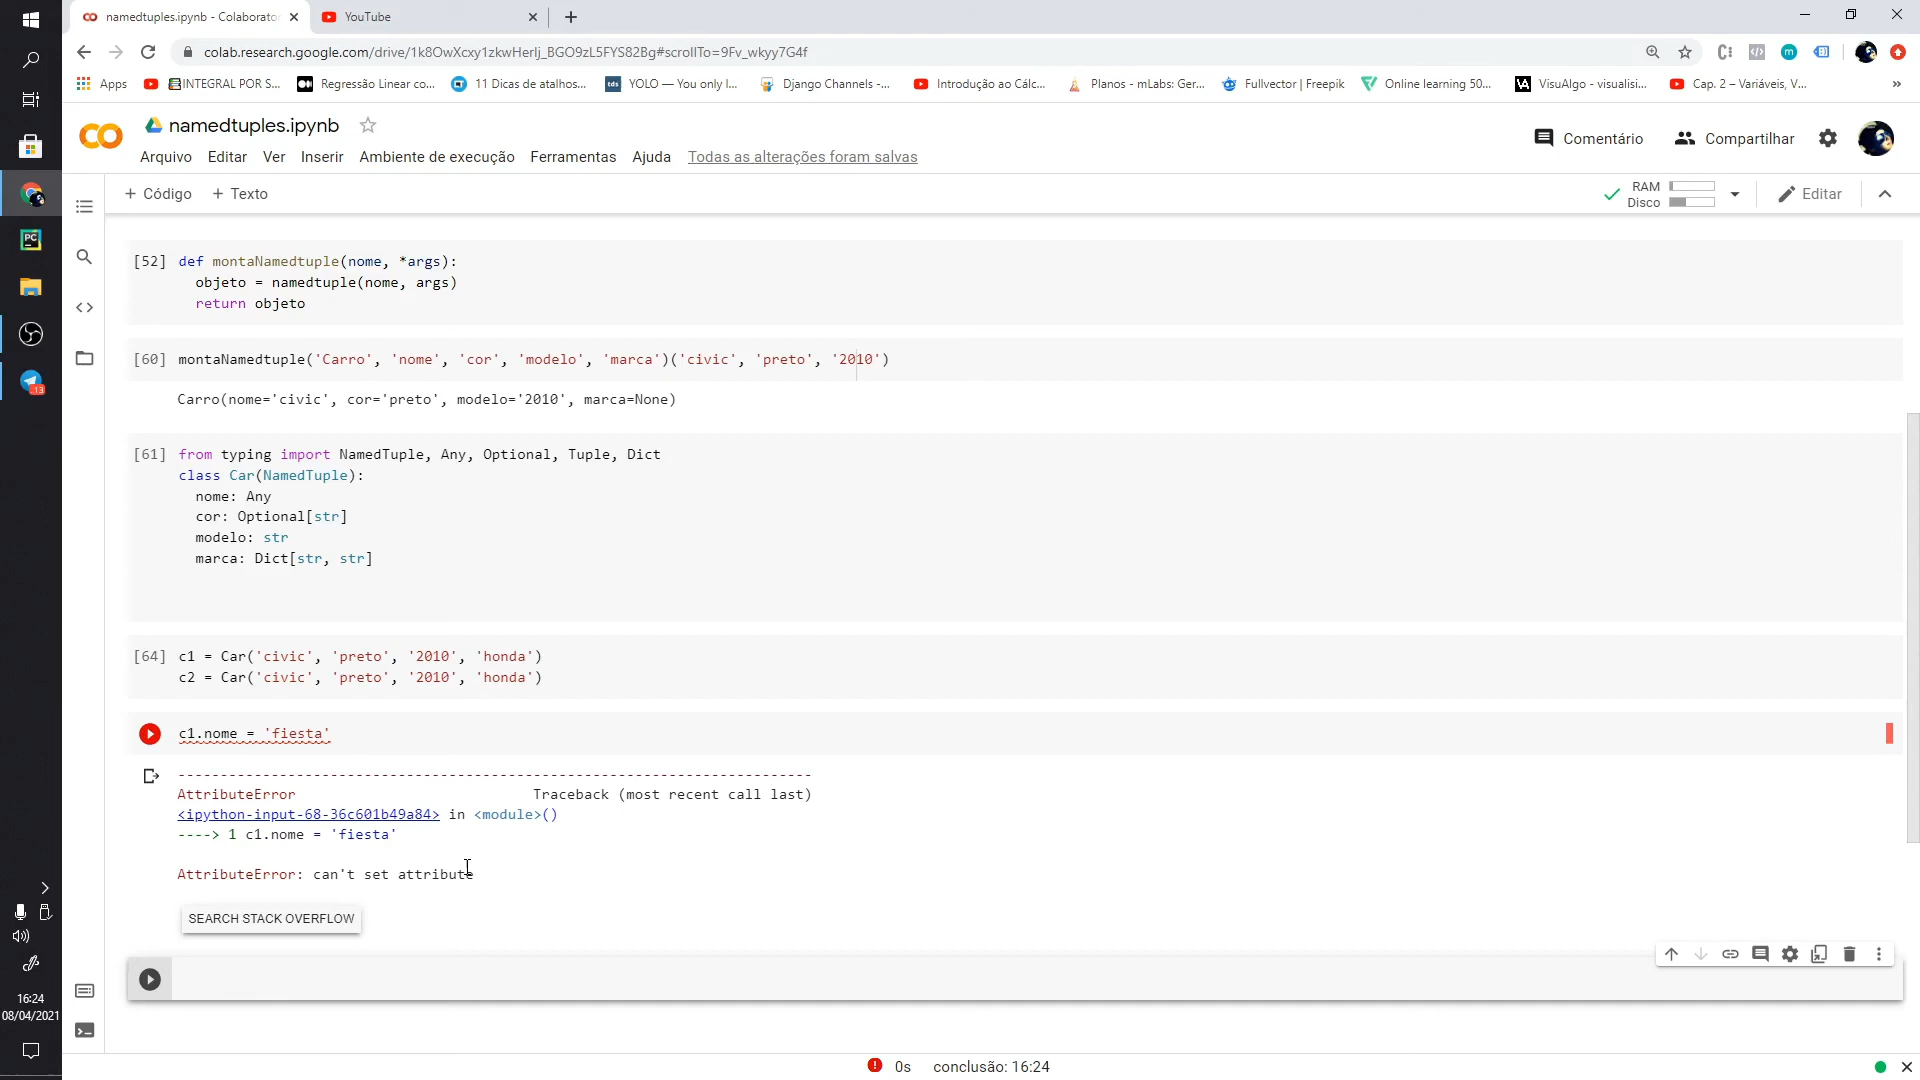 namedtuples.ipynb - Colaborato
YouTube
colab.research.google.com/drive/1k8OwXcxy1zkwHerlj_BGO9zL5FYS82Bg#scrollTo=9Fv_wkyy7G4f
Apps
INTEGRAL POR S...
Regressão Linear co...
11 Dicas de atalhos...
YOLO — You only l...
Django Channels -...
Introdução ao Cálc...
Planos - mLabs: Ger...
Fullvector | Freepik
Online learning 50...
VisuAlgo - visualisi...
Cap. 2 – Variáveis, V...
»
namedtuples.ipynb
Comentário
Compartilhar
Arquivo Editar Ver Inserir Ambiente de execução Ferramentas Ajuda Todas as alterações foram salvas
+ Código + Texto
RAM
Disco
Editar
[52] def montaNamedtuple(nome, *args):
objeto = namedtuple(nome, args)
return objeto
[60] montaNamedtuple('Carro', 'nome', 'cor', 'modelo', 'marca')('civic', 'preto', '2010')
Carro(nome='civic', cor='preto', modelo='2010', marca=None)
[61] from typing import NamedTuple, Any, Optional, Tuple, Dict
class Car(NamedTuple):
nome: Any
cor: Optional[str]
modelo: str
marca: Dict[str, str]
[64] c1 = Car('civic', 'preto', '2010', 'honda')
c2 = Car('civic', 'preto', '2010', 'honda')
c1.nome = 'fiesta'
---------------------------------------------------------------------------
AttributeError Traceback (most recent call last)
<ipython-input-68-36c601b49a84> in <module>()
----> 1 c1.nome = 'fiesta'
AttributeError: can't set attribute
SEARCH STACK OVERFLOW
0s conclusão: 16:24
PC
13
16:24
08/04/2021